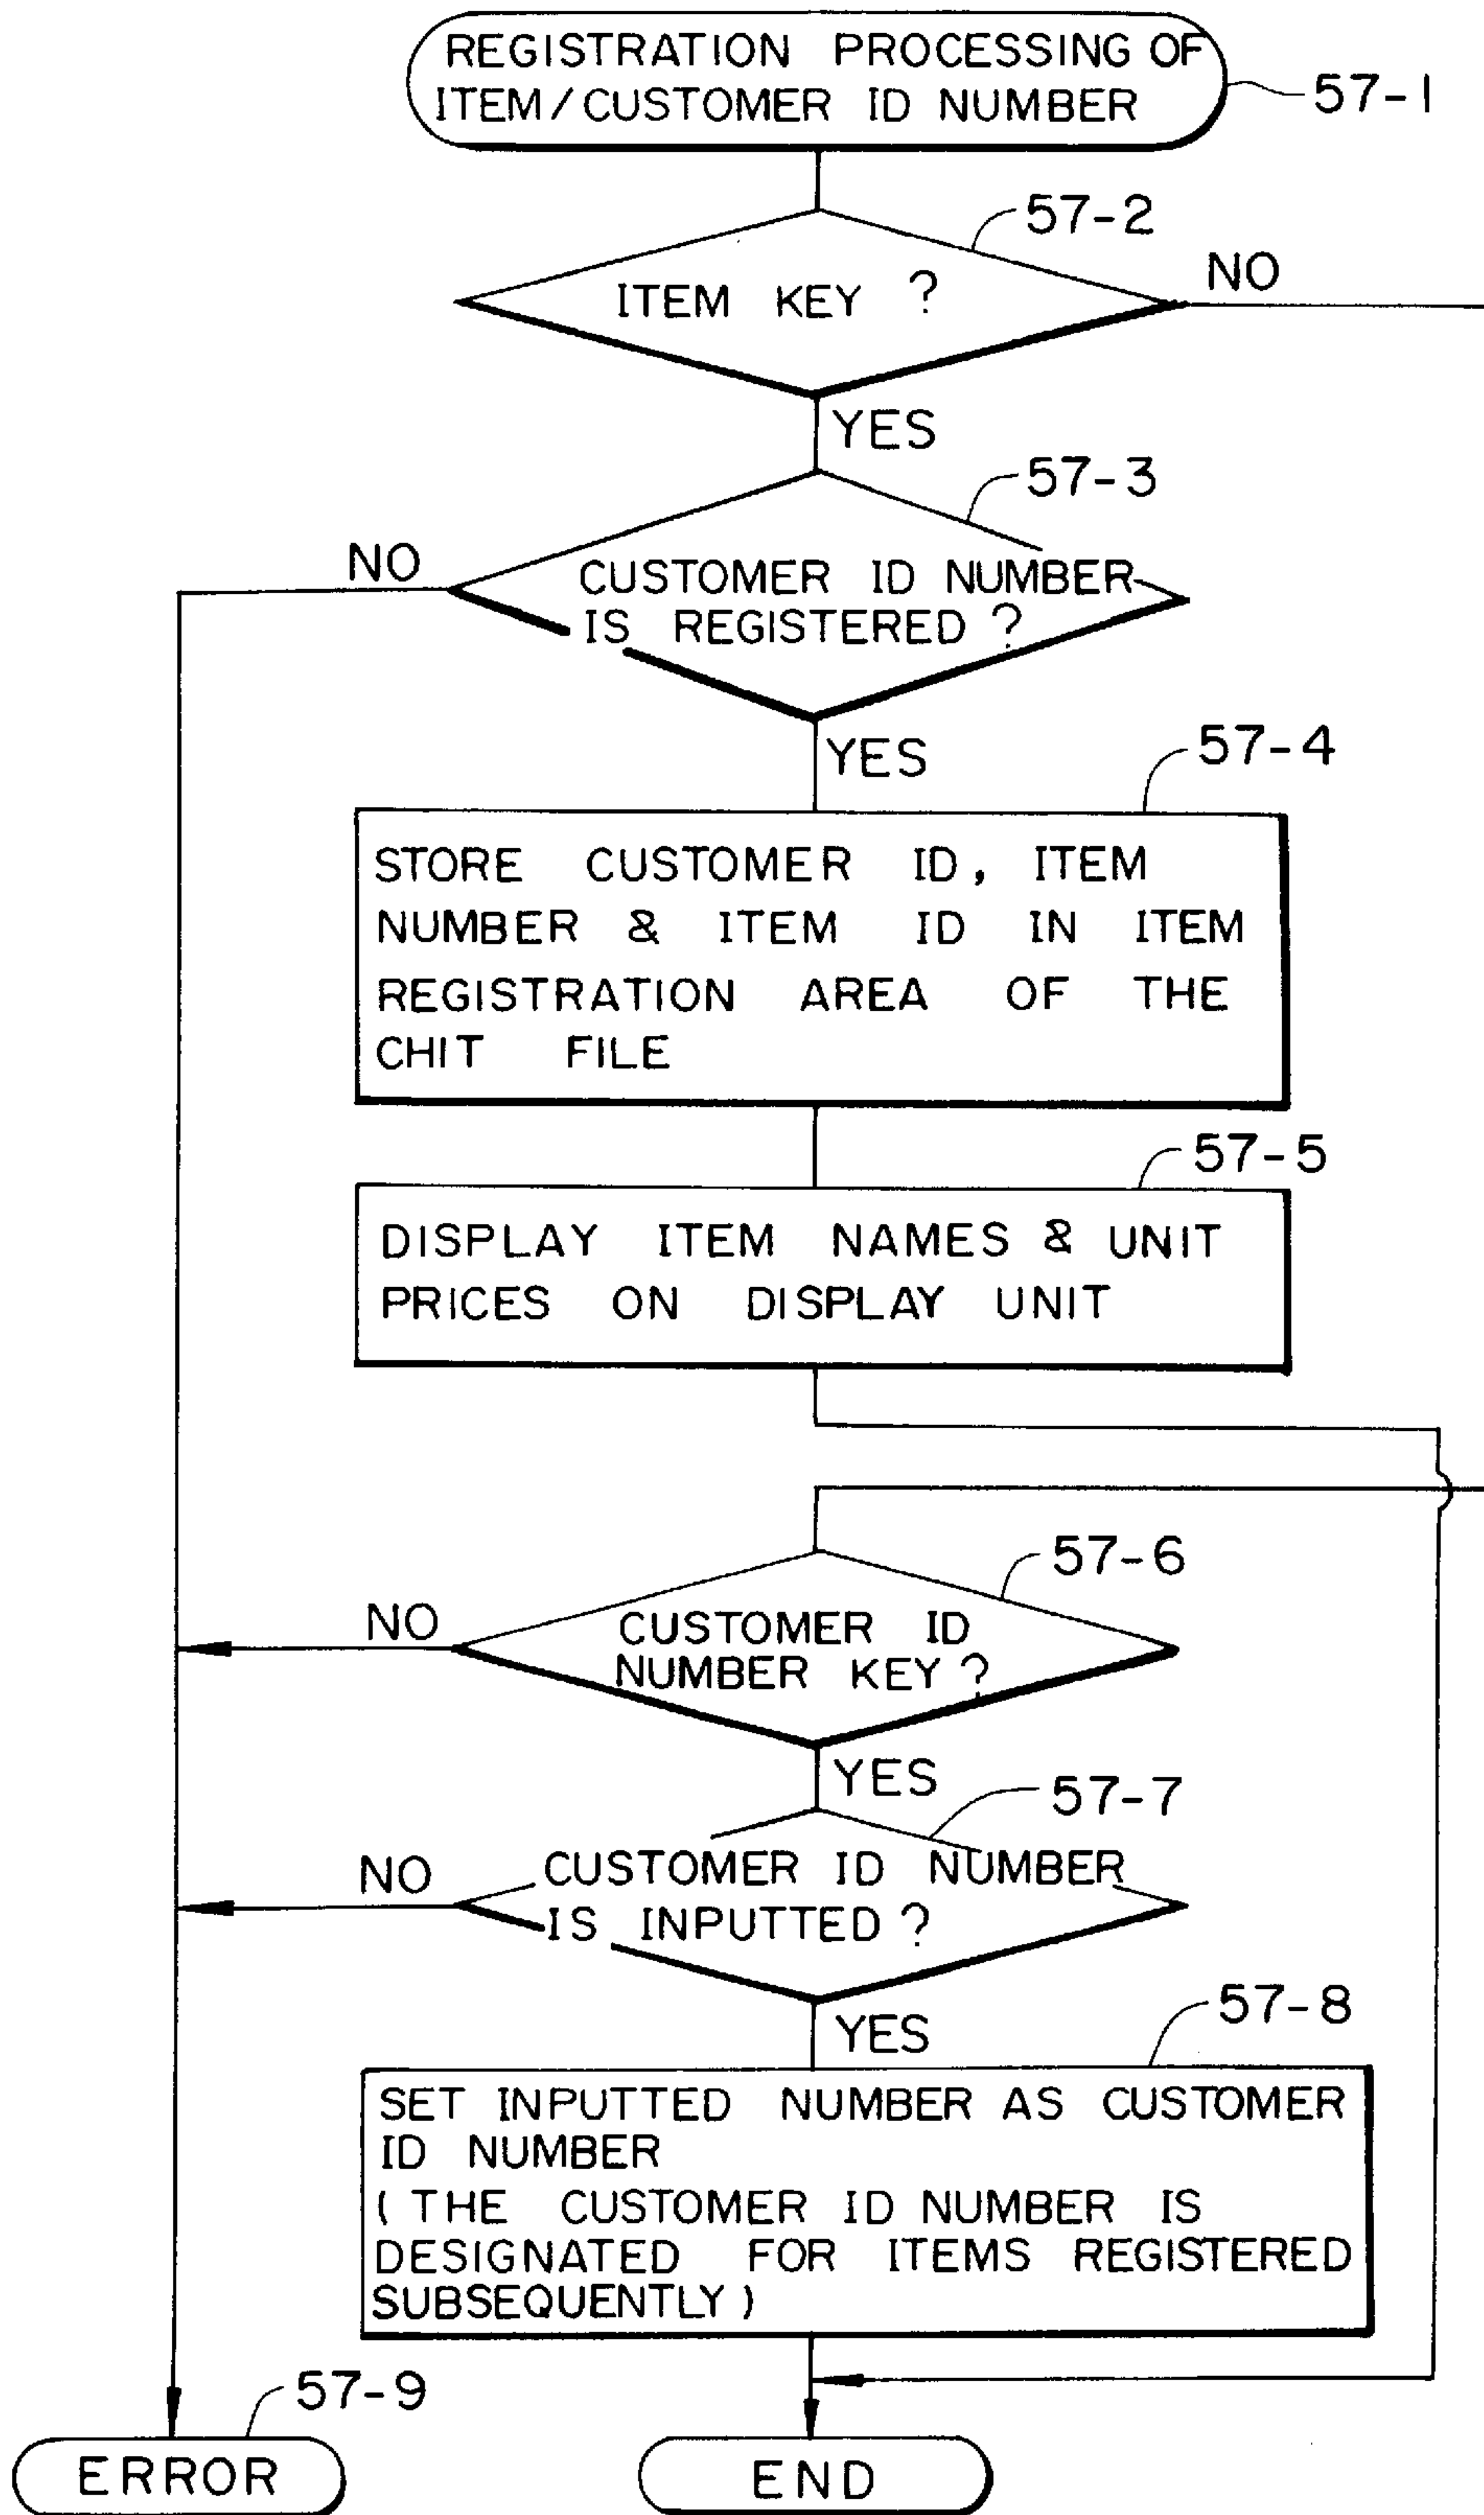 REGISTRATION PROCESSING OF
ITEM/CUSTOMER ID NUMBER
57-1
57-2
ITEM KEY ?
NO
YES
57-3
NO
CUSTOMER ID NUMBER
IS REGISTERED ?
YES
57-4
STORE CUSTOMER ID, ITEM
NUMBER & ITEM ID IN ITEM
REGISTRATION AREA OF THE
CHIT FILE
57-5
DISPLAY ITEM NAMES & UNIT
PRICES ON DISPLAY UNIT
57-6
NO
CUSTOMER ID
NUMBER KEY ?
YES
57-7
NO
CUSTOMER ID NUMBER
IS INPUTTED ?
YES
57-8
SET INPUTTED NUMBER AS CUSTOMER
ID NUMBER
(THE CUSTOMER ID NUMBER IS
DESIGNATED FOR ITEMS REGISTERED
SUBSEQUENTLY)
57-9
ERROR
END